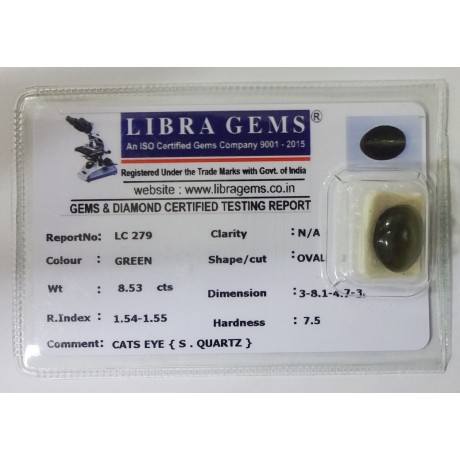 LIBRA GEMS®
An ISO Certified Gems Company 9001 - 2015
Registered Under the Trade Marks with Govt. of India
website : www.libragems.co.in
GEMS & DIAMOND CERTIFIED TESTING REPORT
ReportNo: LC 279 Clarity : N/A
Colour : GREEN Shape/cut : OVAL
Wt : 8.53 cts Dimension : 3-8.1-4.7-3.
R.Index : 1.54-1.55 Hardness : 7.5
Comment: CATS EYE { S . QUARTZ }